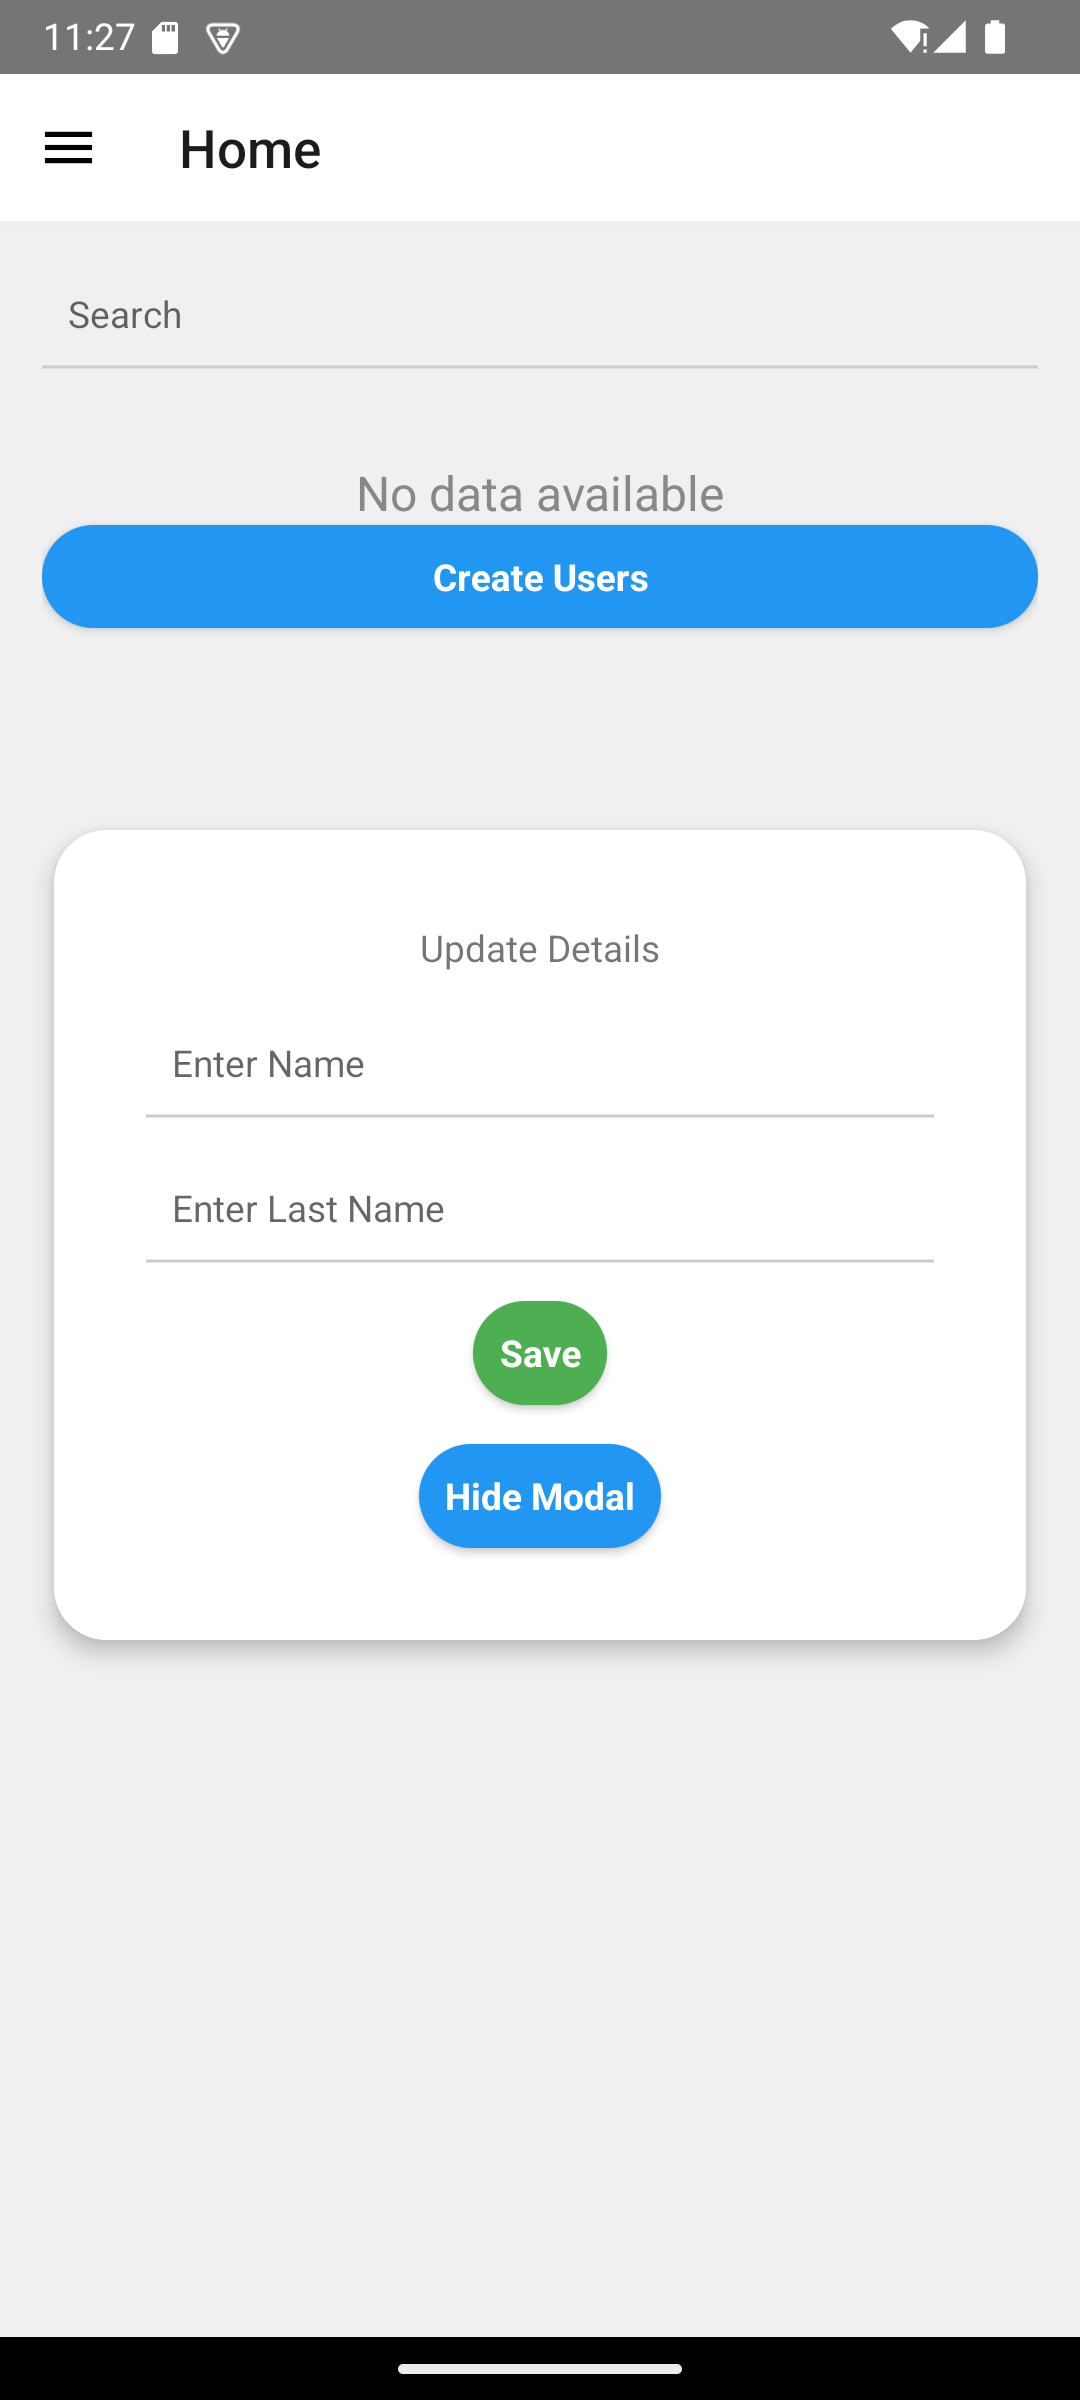 11:27
Home
Search
No data available
Create Users
Update Details
Enter Name
Enter Last Name
Save
Hide Modal